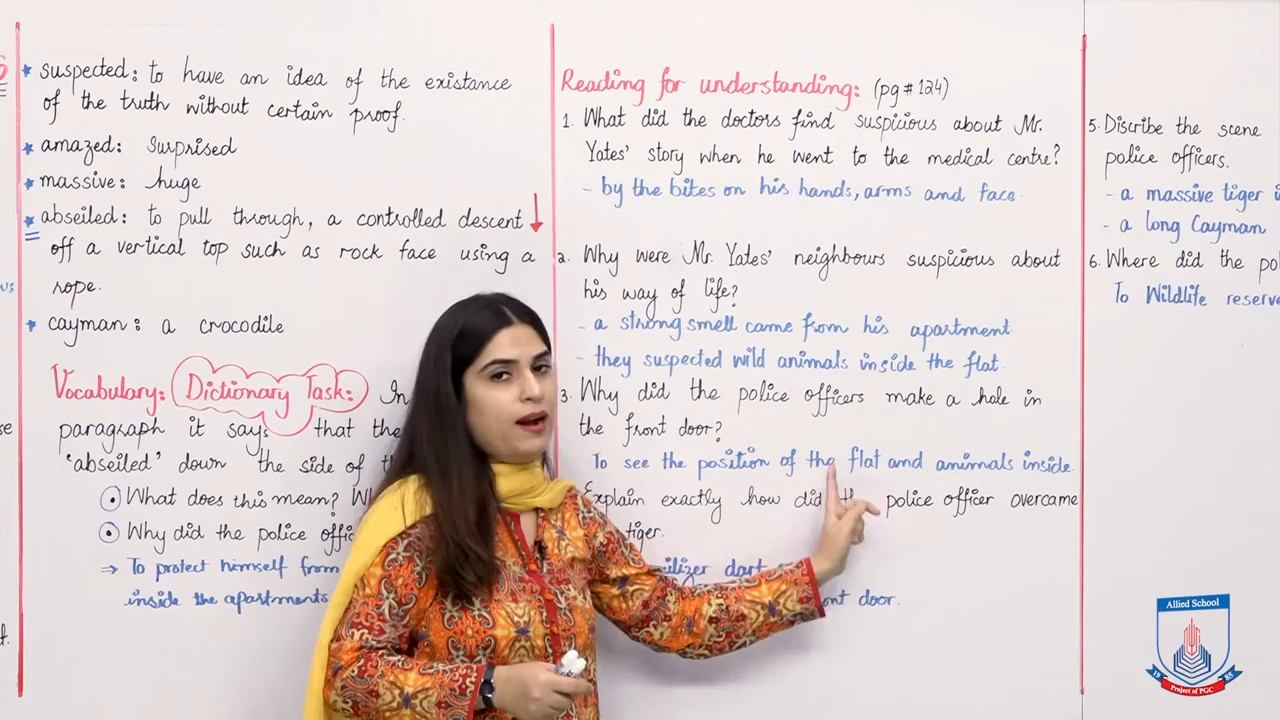 ★ suspected: to have an idea of the existance
of the truth without certain proof.
★ amazed: surprised
★ massive: huge
★ abseiled: to pull through, a controlled descent ↓
off a vertical top such as rock face using a
rope.
★ cayman: a crocodile
Vocabulary: Dictionary Task: In
paragraph it says that the
'abseiled' down the side of
What does this mean?
Why did the police
⇒ To protect himself from
inside the apartments
Reading for understanding: (pg # 124)
1. What did the doctors find suspicious about Mr.
Yates' story when he went to the medical centre?
- by the bites on his hands, arms and face.
2. Why were Mr. Yates' neighbours suspicious about
his way of life?
- a strong smell came from his apartment.
- they suspected wild animals inside the flat.
3. Why did the police officers make a hole in
the front door?
To see the position of the flat and animals inside.
Explain exactly how did police officer overcame
tiger.
dart
door.
5. Discribe the scene
police officers.
- a massive tiger
- a long Cayman
6. Where did the
To Wildlife reserve
Allied School
19 85
Project of PGC